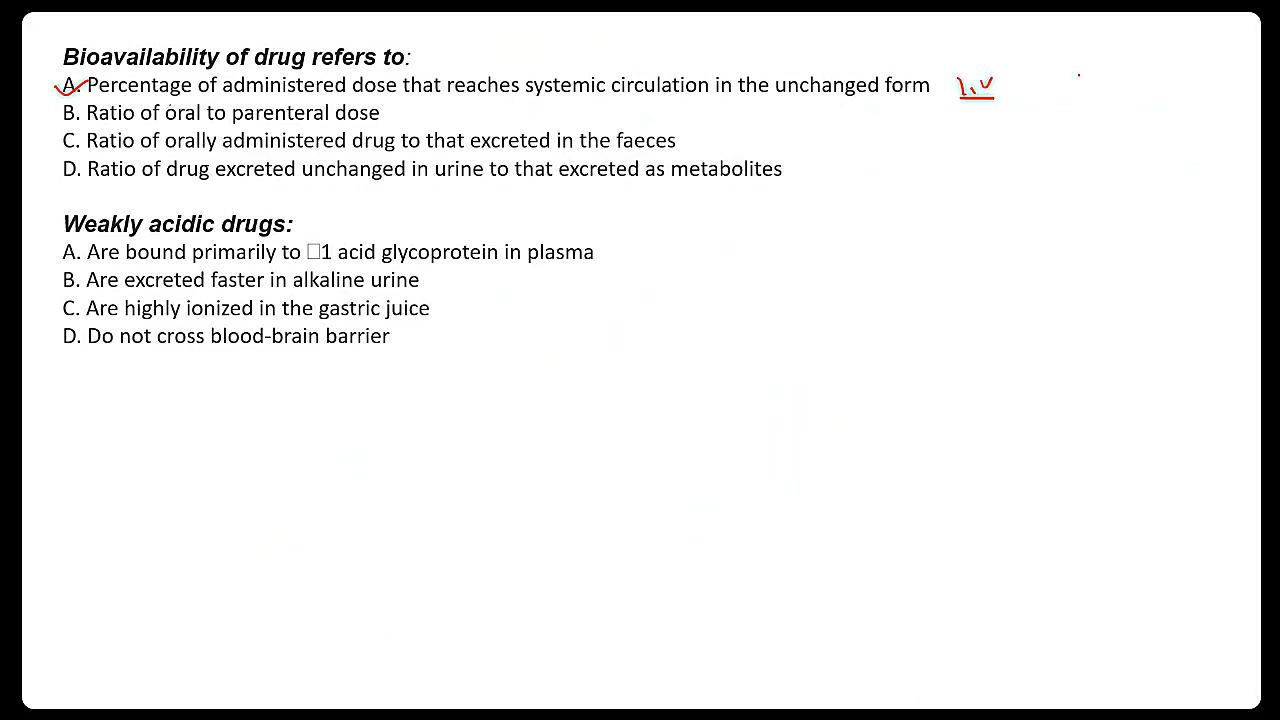 Bioavailability of drug refers to:
A. Percentage of administered dose that reaches systemic circulation in the unchanged form i.v
B. Ratio of oral to parenteral dose
C. Ratio of orally administered drug to that excreted in the faeces
D. Ratio of drug excreted unchanged in urine to that excreted as metabolites
Weakly acidic drugs:
A. Are bound primarily to □1 acid glycoprotein in plasma
B. Are excreted faster in alkaline urine
C. Are highly ionized in the gastric juice
D. Do not cross blood-brain barrier